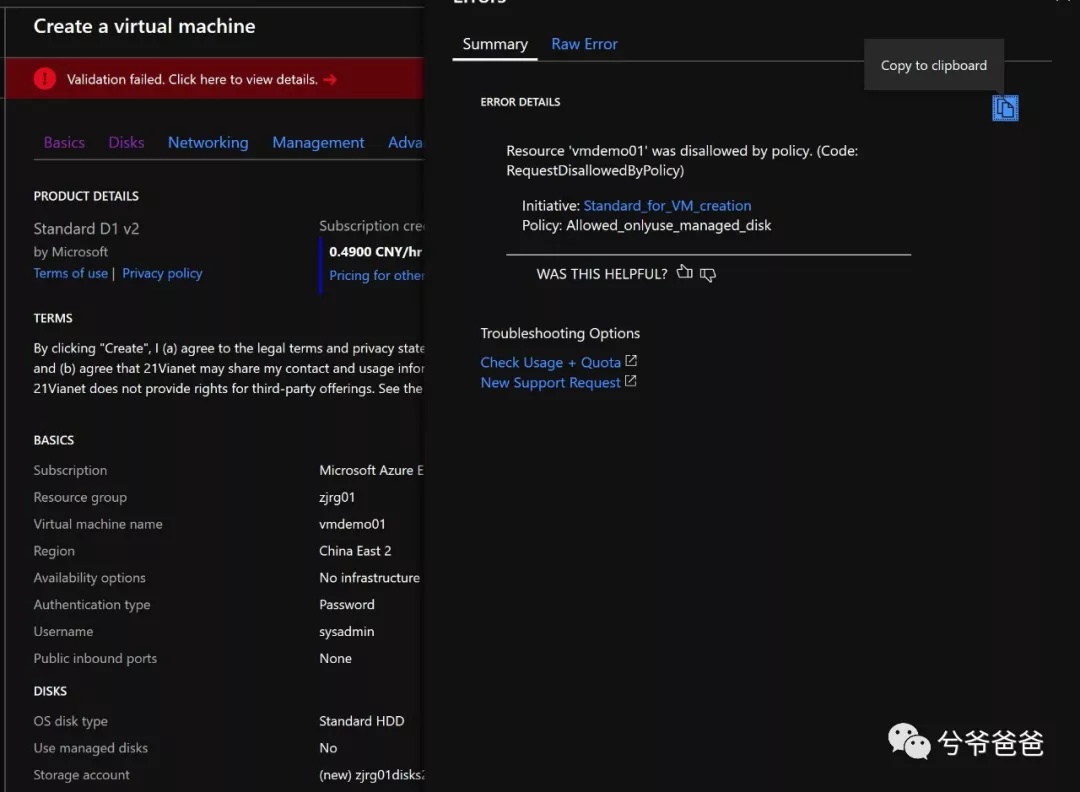 Create a virtual machine
Validation failed. Click here to view details. →
Basics Disks Networking Management
PRODUCT DETAILS
Standard D1 v2
by Microsoft
Terms of use | Privacy policy
Subscription
0.4900 CNY/hr
Pricing for other
TERMS
By clicking "Create", I (a) agree to the legal terms and privacy
and (b) agree that 21Vianet may share my contact and usage
21Vianet does not provide rights for third-party offerings. See the
BASICS
Subscription Microsoft Azure E
Resource group zjrg01
Virtual machine name vmdemo01
Region China East 2
Availability options No infrastructure
Authentication type Password
Username sysadmin
Public inbound ports None
DISKS
OS disk type Standard HDD
Use managed disks No
Storage account (new) zjrg01disks
Errors
Summary Raw Error
Copy to clipboard
ERROR DETAILS
Resource 'vmdemo01' was disallowed by policy. (Code:
RequestDisallowedByPolicy)
Initiative: Standard_for_VM_creation
Policy: Allowed_onlyuse_managed_disk
WAS THIS HELPFUL?
Troubleshooting Options
Check Usage + Quota
New Support Request
兮爷爸爸